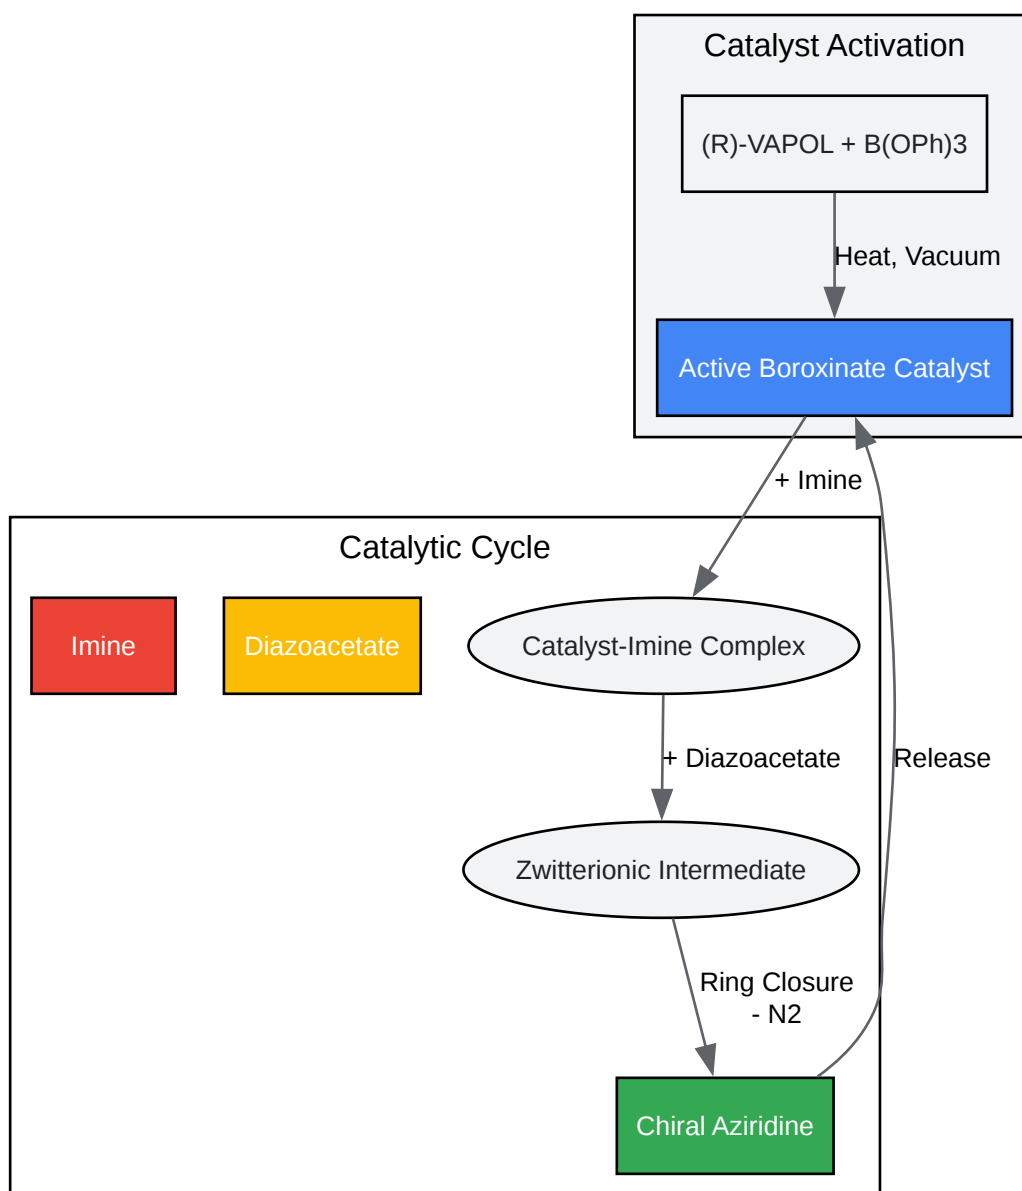 Catalyst Activation
(R)-VAPOL + B(OPh)3
Heat, Vacuum
Active Boroxinate Catalyst
+ Imine
Catalytic Cycle
Imine
Diazoacetate
Catalyst-Imine Complex
+ Diazoacetate
Release
Zwitterionic Intermediate
Ring Closure
- N2
Chiral Aziridine